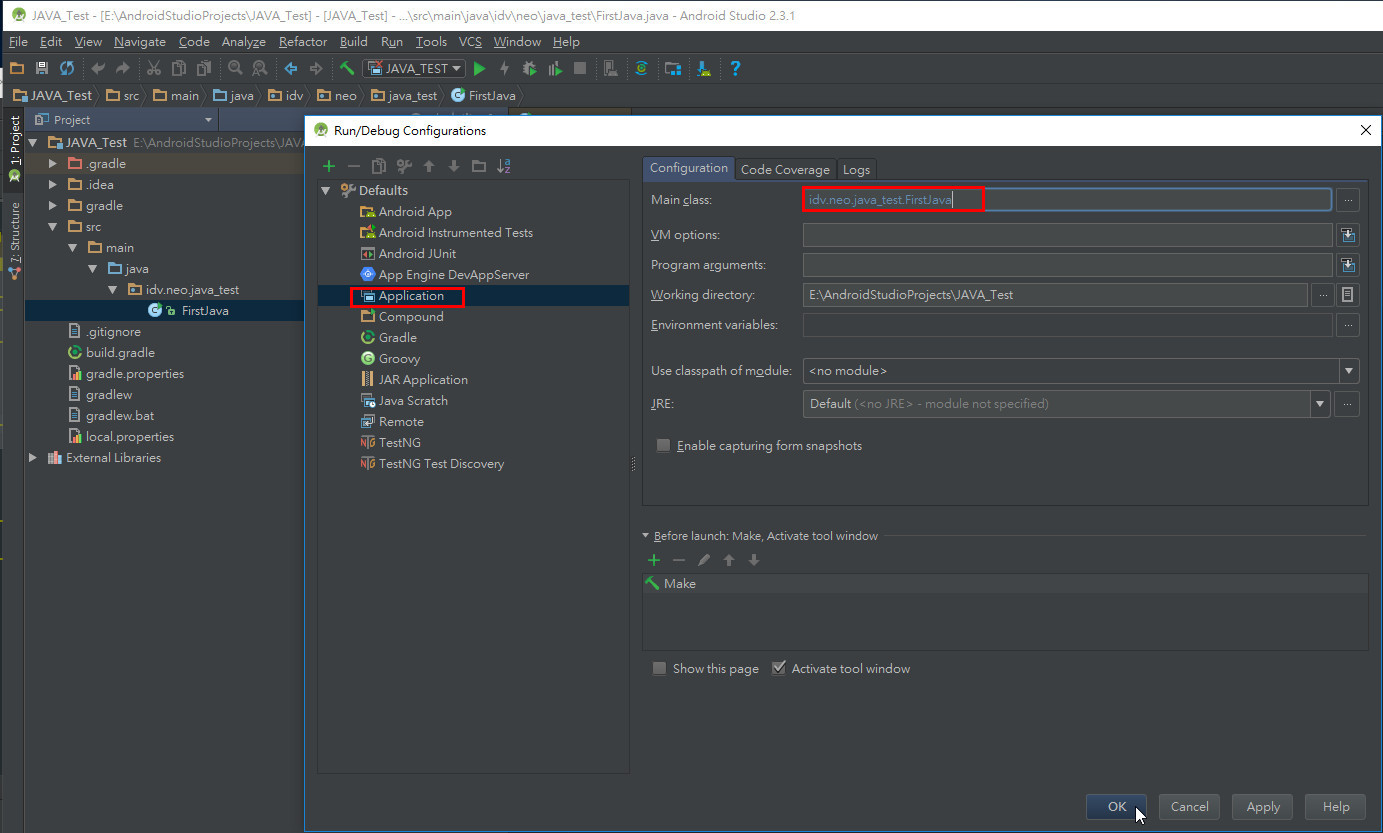 JAVA_Test - [E:\AndroidStudioProjects\JAVA_Test] - [JAVA_Test] - ...\src\main\java\idv\neo\java_test\FirstJava.java - Android Studio 2.3.1
File Edit View Navigate Code Analyze Refactor Build Run Tools VCS Window Help
JAVA_TEST
JAVA_Test src main java idv neo java_test FirstJava
1: Project
7: Structure
Project
JAVA_Test E:\AndroidStudioProjects\JAVA
.gradle
.idea
gradle
src
main
java
idv.neo.java_test
FirstJava
.gitignore
build.gradle
gradle.properties
gradlew
gradlew.bat
local.properties
External Libraries
Run/Debug Configurations
Defaults
Android App
Android Instrumented Tests
Android JUnit
App Engine DevAppServer
Application
Compound
Gradle
Groovy
JAR Application
Java Scratch
Remote
TestNG
TestNG Test Discovery
Configuration Code Coverage Logs
Main class: idv.neo.java_test.FirstJava ...
VM options:
Program arguments:
Working directory: E:\AndroidStudioProjects\JAVA_Test ...
Environment variables: ...
Use classpath of module: <no module>
JRE: Default (<no JRE> - module not specified) ...
Enable capturing form snapshots
Before launch: Make, Activate tool window
Make
Show this page Activate tool window
OK Cancel Apply Help